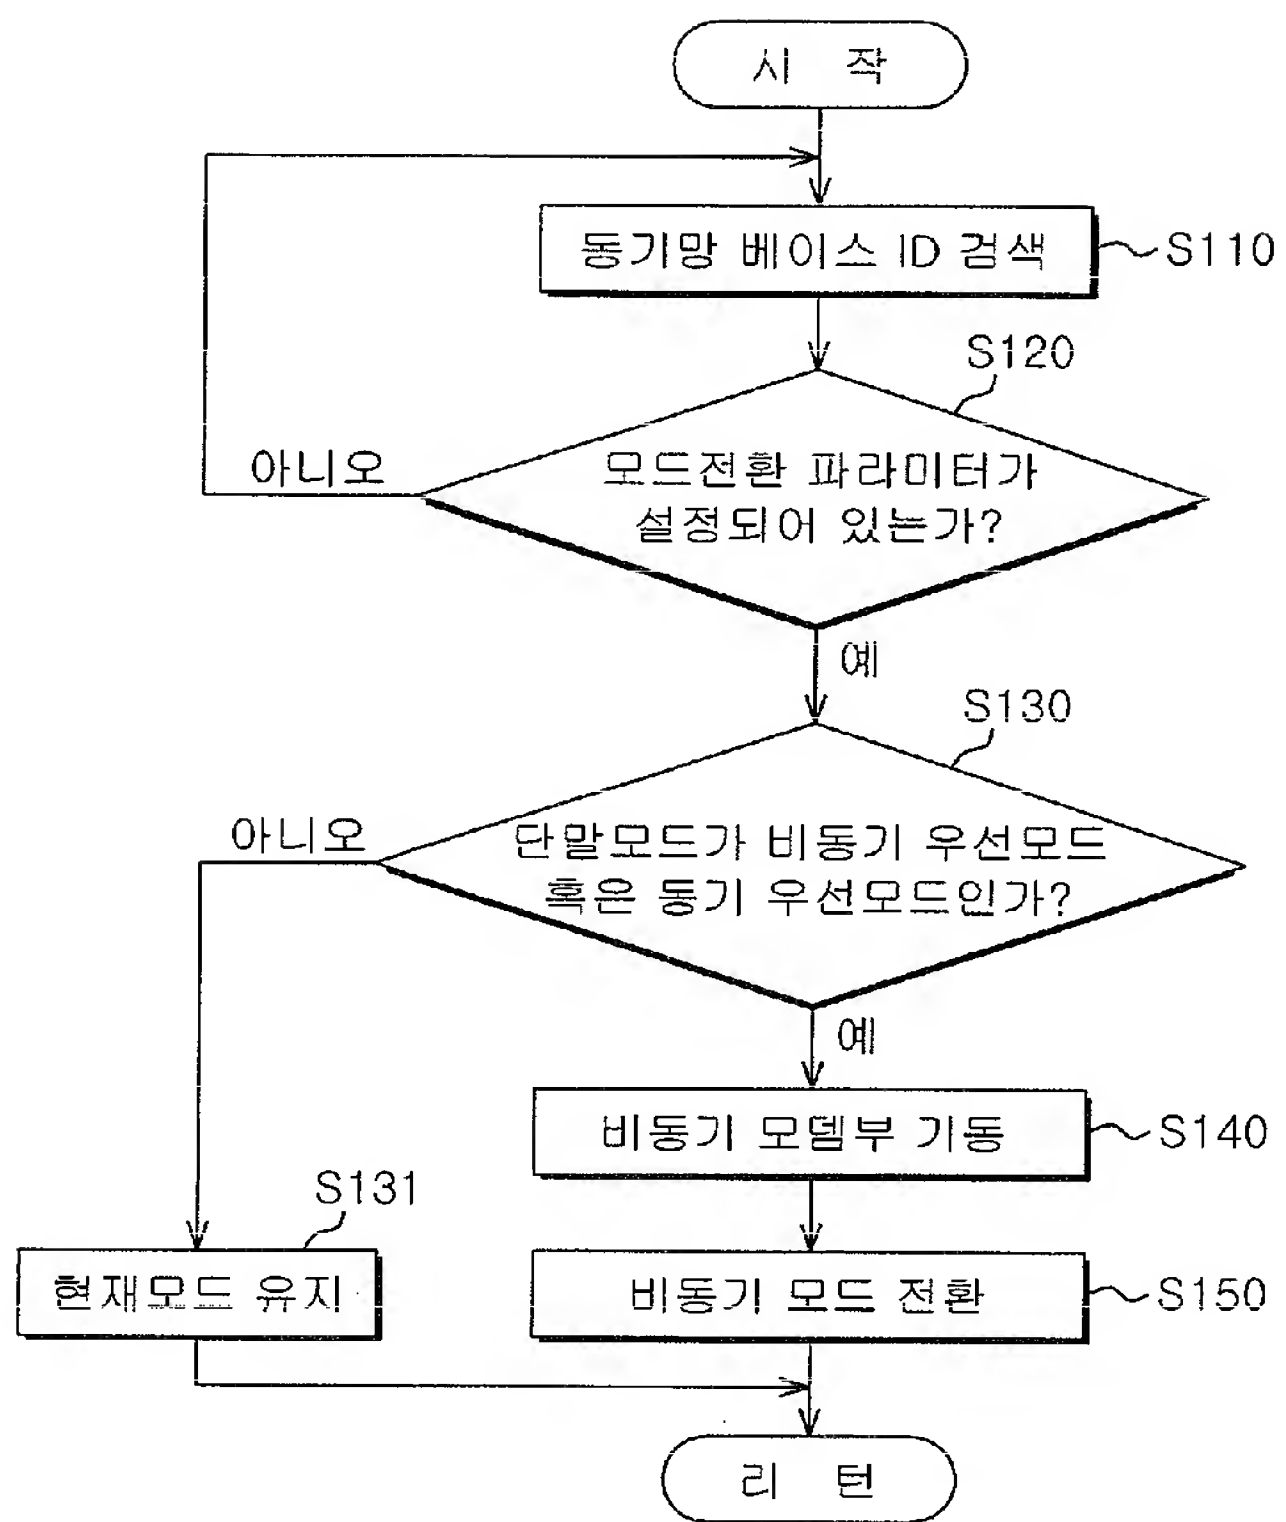 시 작
동기망 베이스 ID 검색
S110
S120
모드전환 파라미터가
설정되어 있는가?
아니오
예
S130
단말모드가 비동기 우선모드
혹은 동기 우선모드인가?
아니오
예
비동기 모뎀부 기동
S140
S131
현재모드 유지
비동기 모드 전환
S150
리 턴